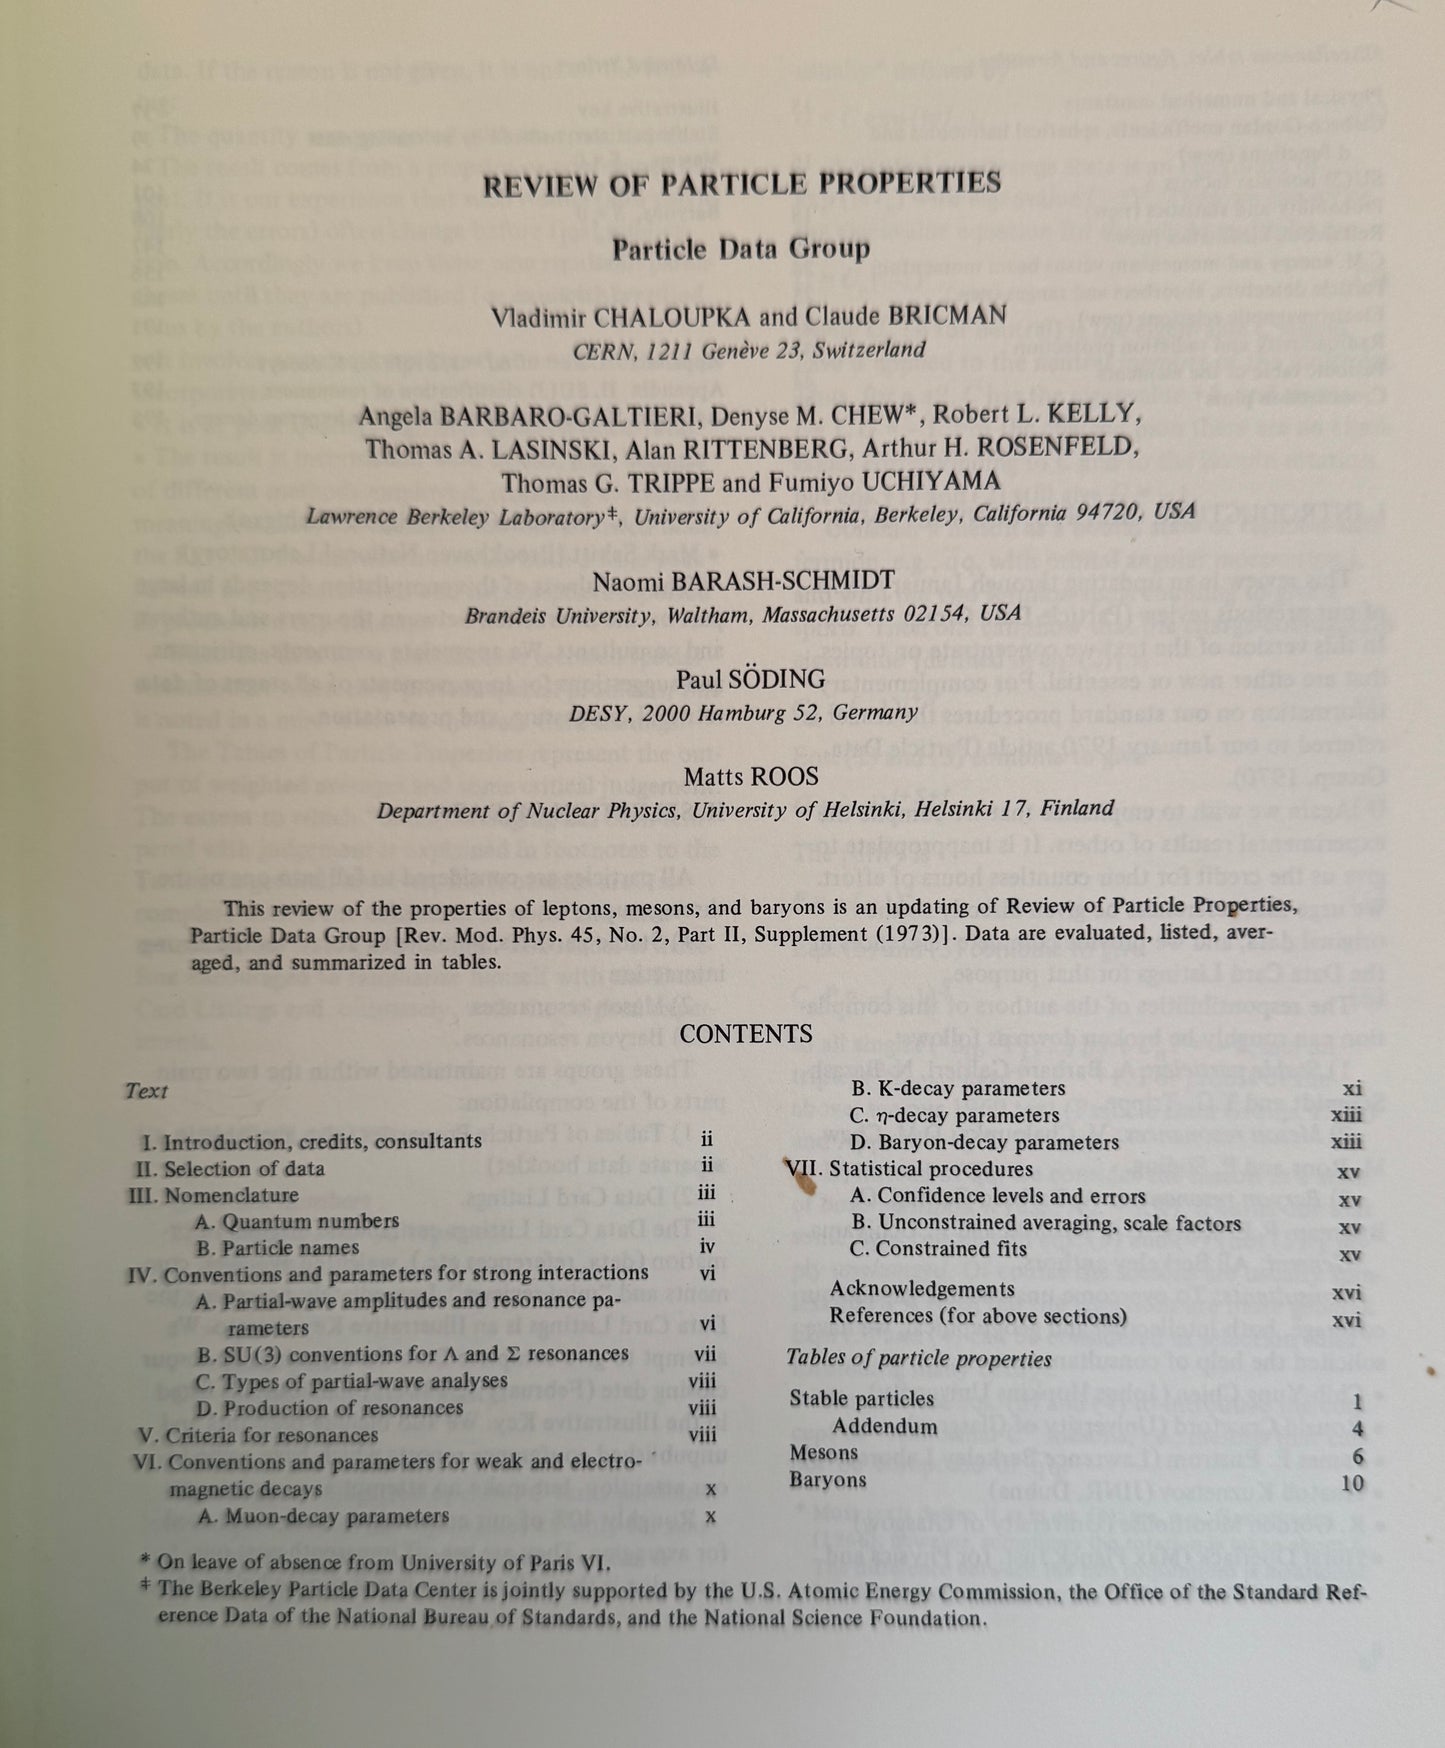 REVIEW OF PARTICLE PROPERTIES
Particle Data Group
Vladimir CHALOUPKA and Claude BRICMAN
CERN, 1211 Genève 23, Switzerland
Angela BARBARO-GALTIERI, Denyse M. CHEW*, Robert L. KELLY,
Thomas A. LASINSKI, Alan RITTENBERG, Arthur H. ROSENFELD,
Thomas G. TRIPPE and Fumiyo UCHIYAMA
Lawrence Berkeley Laboratory‡, University of California, Berkeley, California 94720, USA
Naomi BARASH-SCHMIDT
Brandeis University, Waltham, Massachusetts 02154, USA
Paul SÖDING
DESY, 2000 Hamburg 52, Germany
Matts ROOS
Department of Nuclear Physics, University of Helsinki, Helsinki 17, Finland
This review of the properties of leptons, mesons, and baryons is an updating of Review of Particle Properties,
Particle Data Group [Rev. Mod. Phys. 45, No. 2, Part II, Supplement (1973)]. Data are evaluated, listed, aver-
aged, and summarized in tables.
CONTENTS
Text
I. Introduction, credits, consultants ii
II. Selection of data ii
III. Nomenclature iii
A. Quantum numbers iii
B. Particle names iv
IV. Conventions and parameters for strong interactions vi
A. Partial-wave amplitudes and resonance pa-
rameters vi
B. SU(3) conventions for Λ and Σ resonances vii
C. Types of partial-wave analyses viii
D. Production of resonances viii
V. Criteria for resonances viii
VI. Conventions and parameters for weak and electro-
magnetic decays x
A. Muon-decay parameters x
B. K-decay parameters xi
C. η-decay parameters xiii
D. Baryon-decay parameters xiii
VII. Statistical procedures xv
A. Confidence levels and errors xv
B. Unconstrained averaging, scale factors xv
C. Constrained fits xv
Acknowledgements xvi
References (for above sections) xvi
Tables of particle properties
Stable particles 1
Addendum 4
Mesons 6
Baryons 10
* On leave of absence from University of Paris VI.
‡ The Berkeley Particle Data Center is jointly supported by the U.S. Atomic Energy Commission, the Office of the Standard Ref-
erence Data of the National Bureau of Standards, and the National Science Foundation.